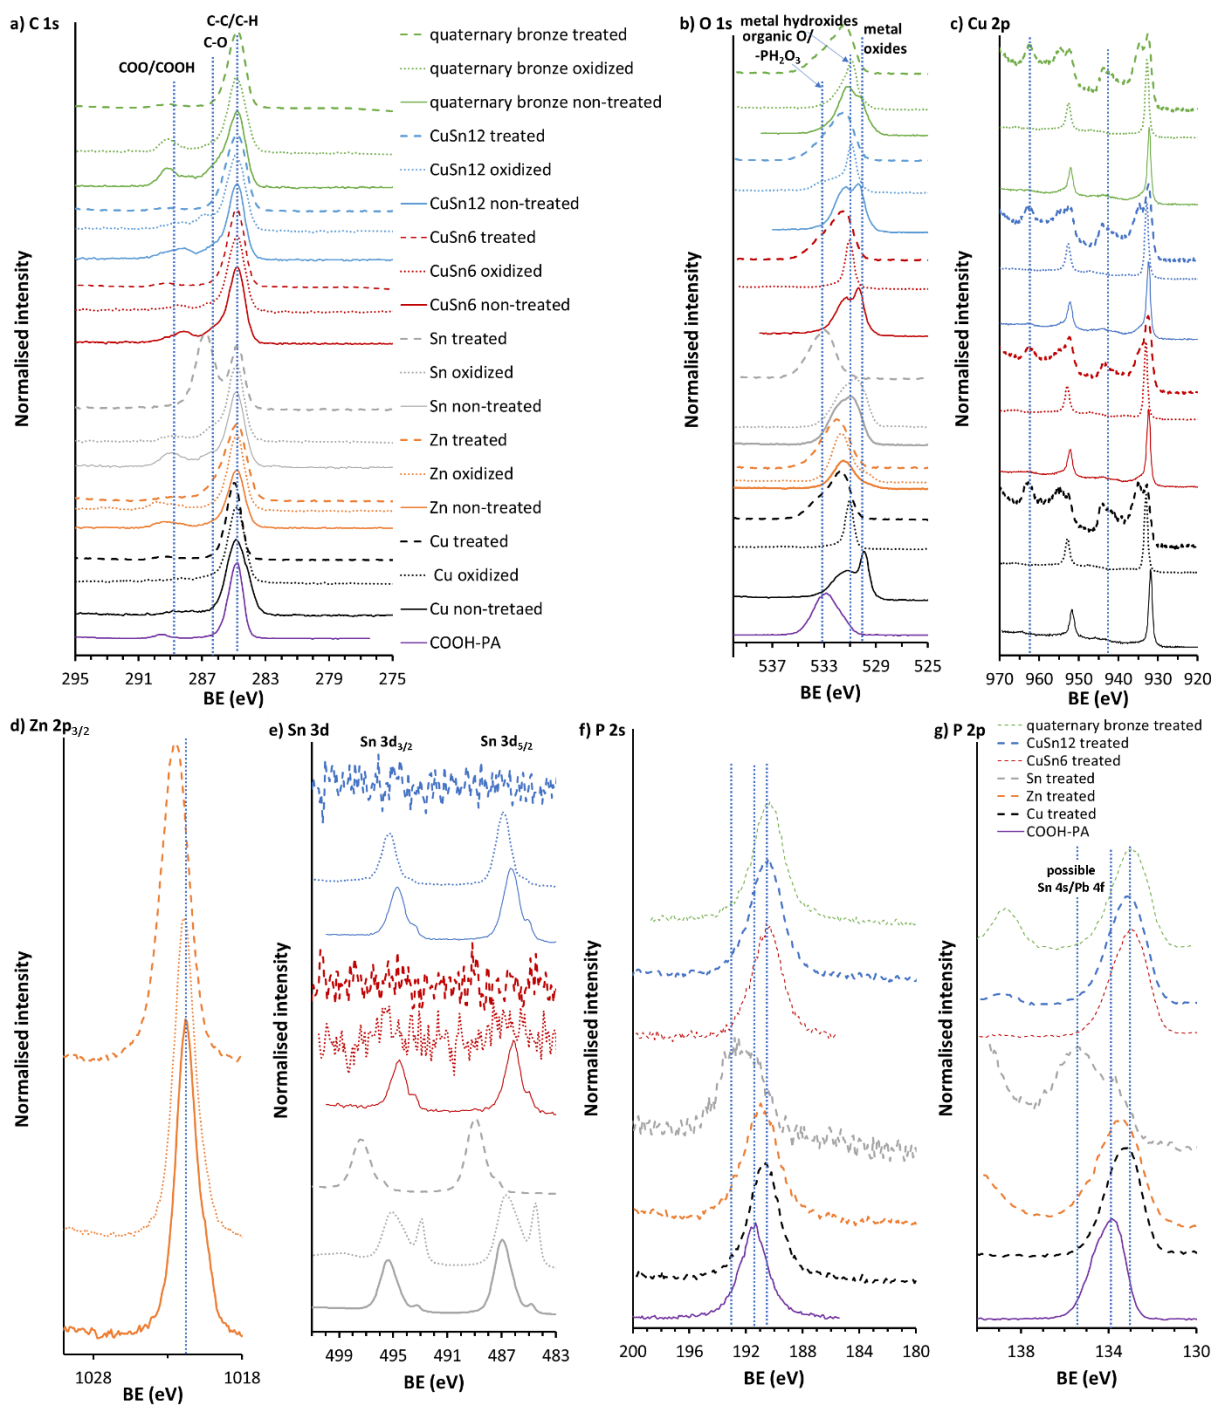 a) C 1s
C-C/C-H
C-O
COO/COOH
quaternary bronze treated
quaternary bronze oxidized
quaternary bronze non-treated
CuSn12 treated
CuSn12 oxidized
CuSn12 non-treated
CuSn6 treated
CuSn6 oxidized
CuSn6 non-treated
Sn treated
Sn oxidized
Sn non-treated
Zn treated
Zn oxidized
Zn non-treated
Cu treated
Cu oxidized
Cu non-tretaed
COOH-PA
Normalised intensity
295 291 287 283 279 275
BE (eV)
b) O 1s
metal hydroxides
organic O/
-PH₂O₃
metal
oxides
Normalised intensity
537 533 529 525
BE (eV)
c) Cu 2p
Normalised intensity
970 960 950 940 930 920
BE (eV)
d) Zn 2p₃/₂
Normalised intensity
1028 1018
BE (eV)
e) Sn 3d
Sn 3d₃/₂
Sn 3d₅/₂
Normalised intensity
499 495 491 487 483
BE (eV)
f) P 2s
Normalised intensity
200 196 192 188 184 180
BE (eV)
g) P 2p
quaternary bronze treated
CuSn12 treated
CuSn6 treated
Sn treated
Zn treated
Cu treated
COOH-PA
possible
Sn 4s/Pb 4f
Normalised intensity
138 134 130
BE (eV)